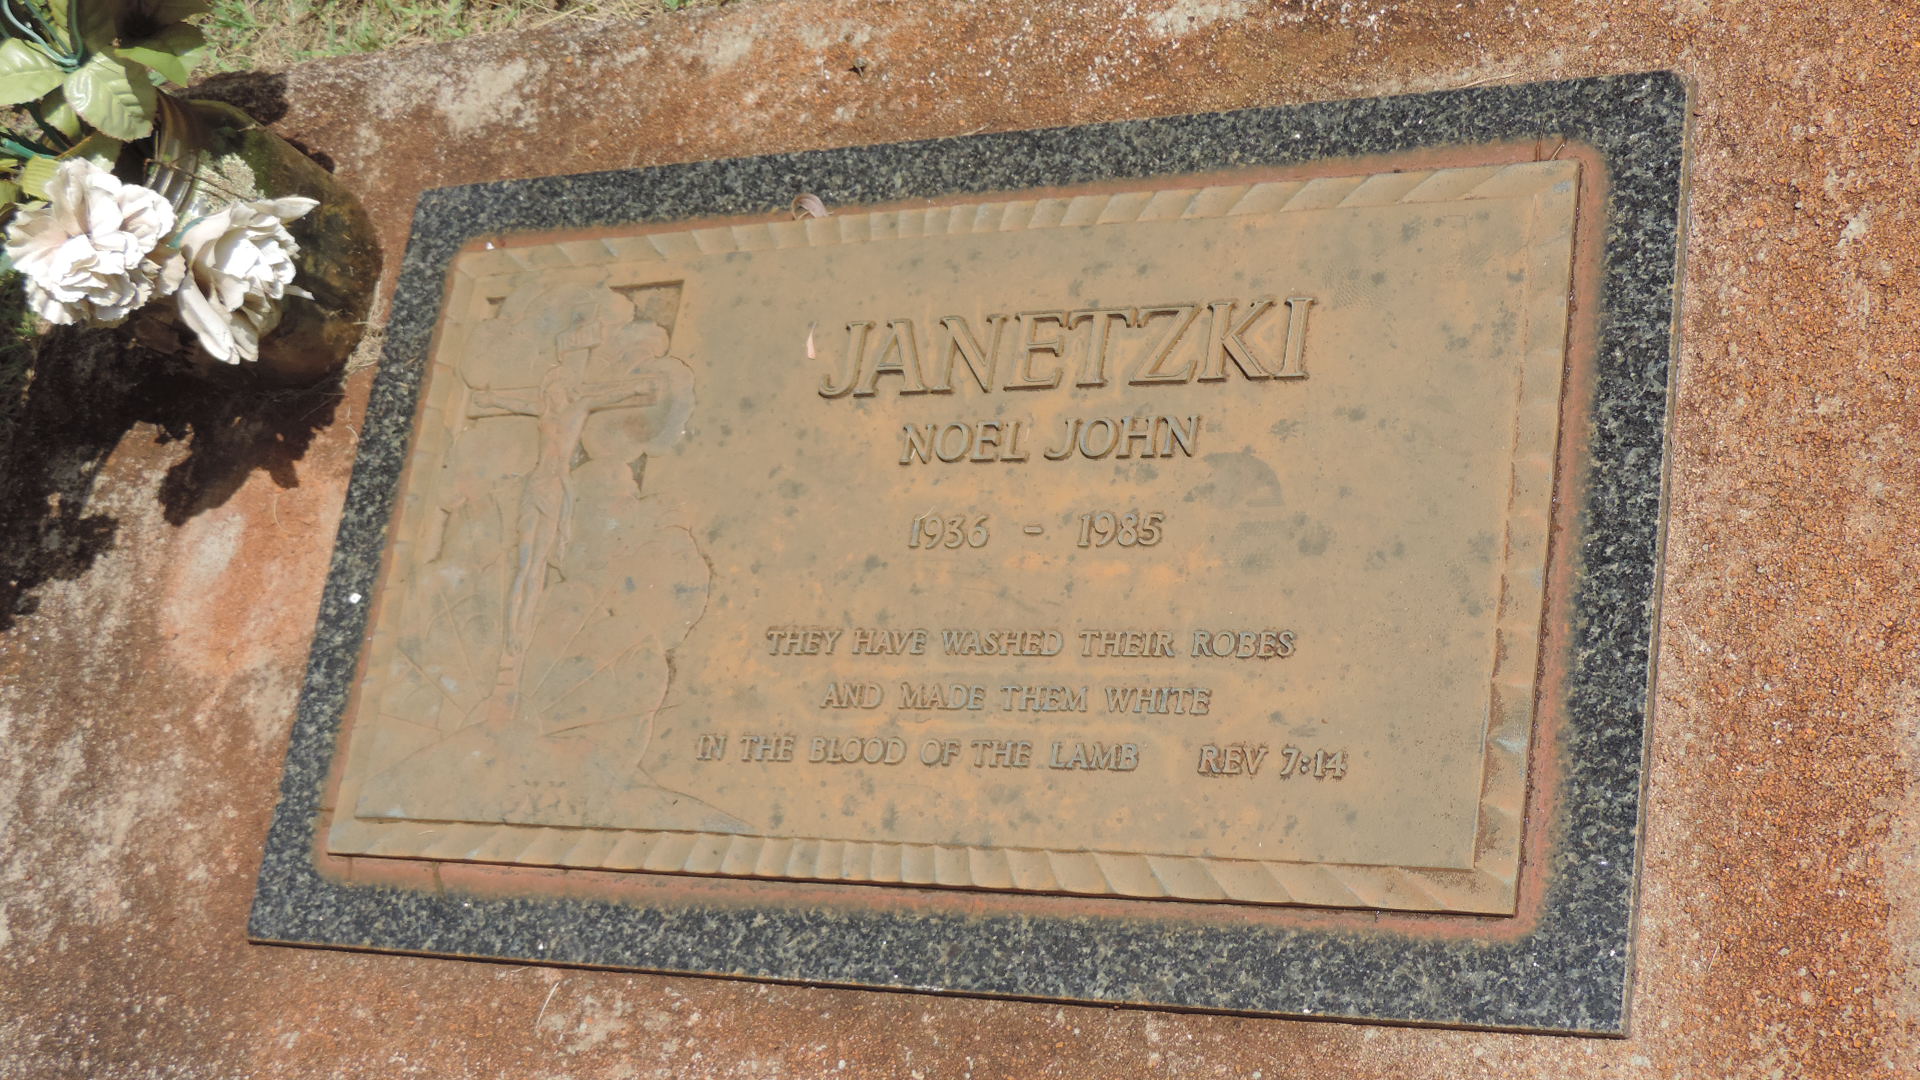 JANETZKI
NOEL JOHN
1936 - 1985
THEY HAVE WASHED THEIR ROBES
AND MADE THEM WHITE
IN THE BLOOD OF THE LAMB REV 7:14